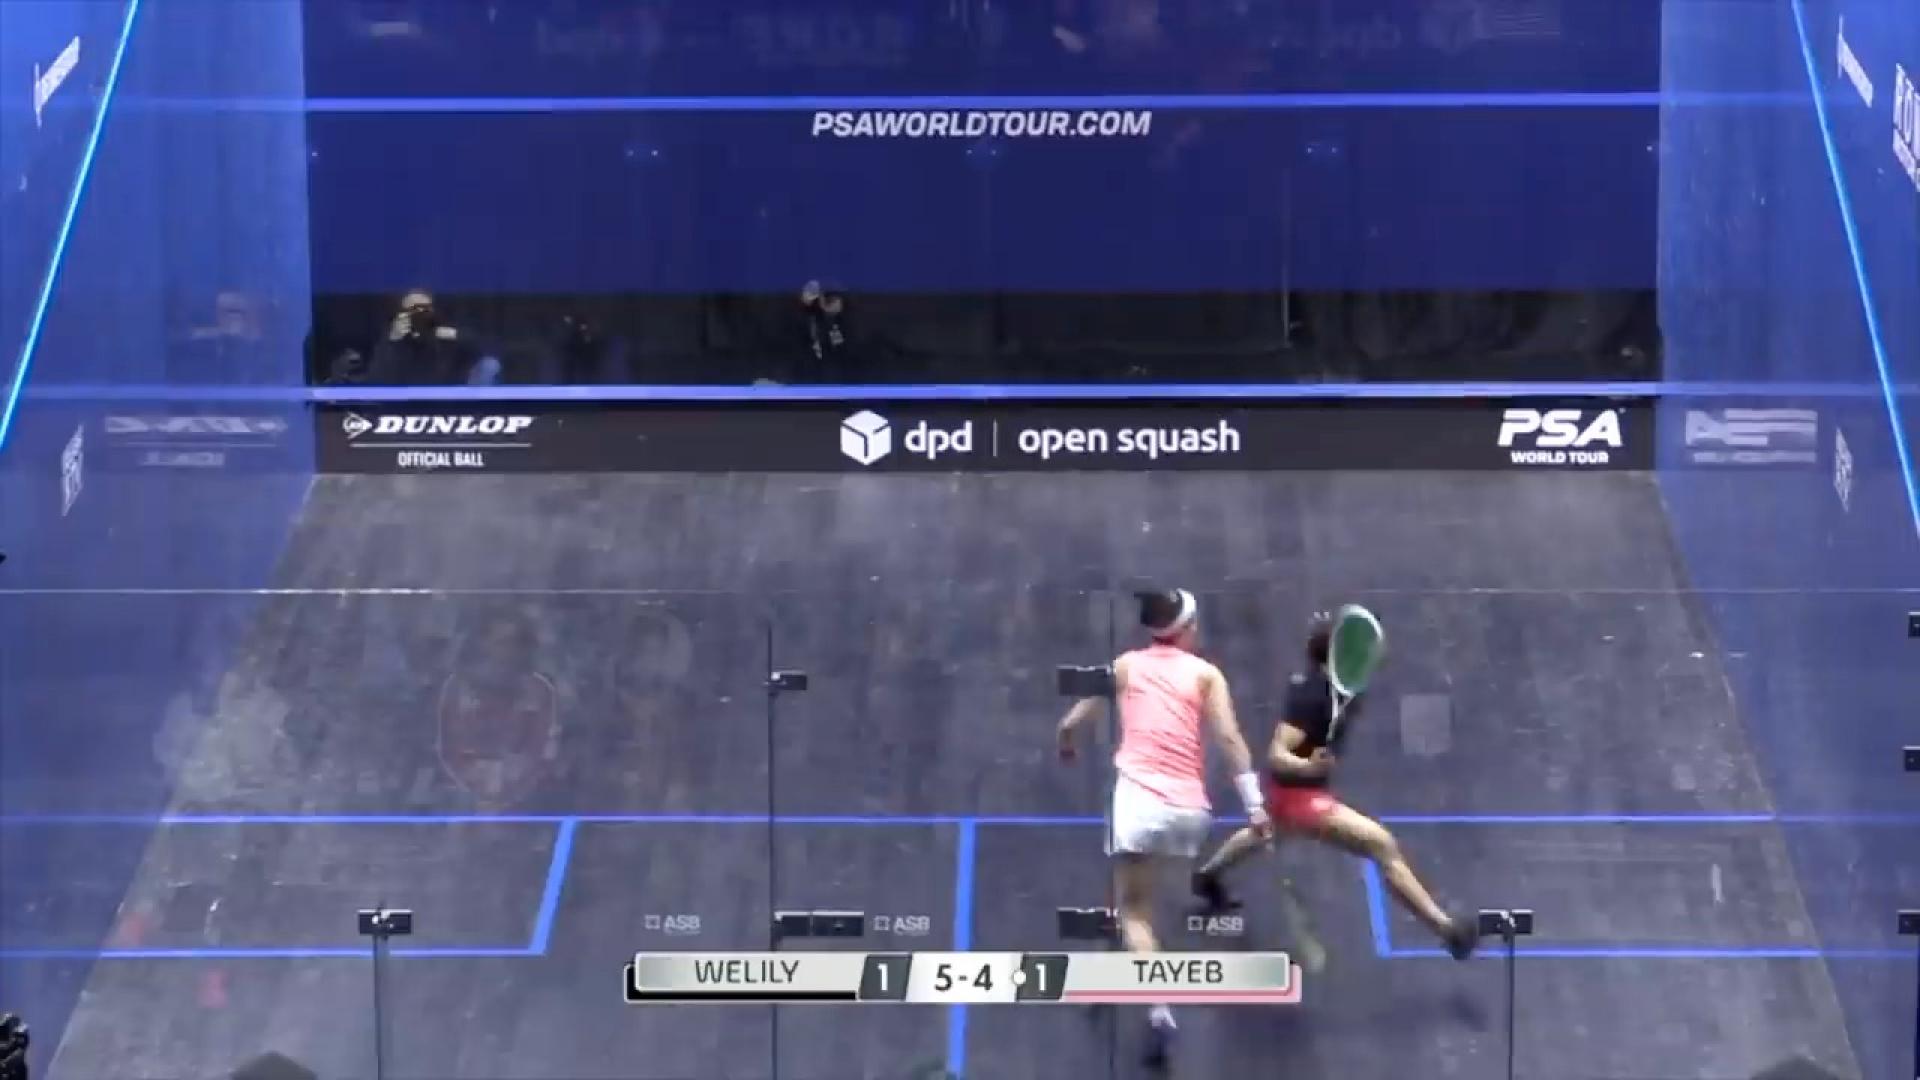 PSAWORLDTOUR.COM
DUNLOP
OFFICIAL BALL
dpd | open squash
PSA
WORLD TOUR
ASB
ASB
ASB
WELILY 1 5-4 1 TAYEB